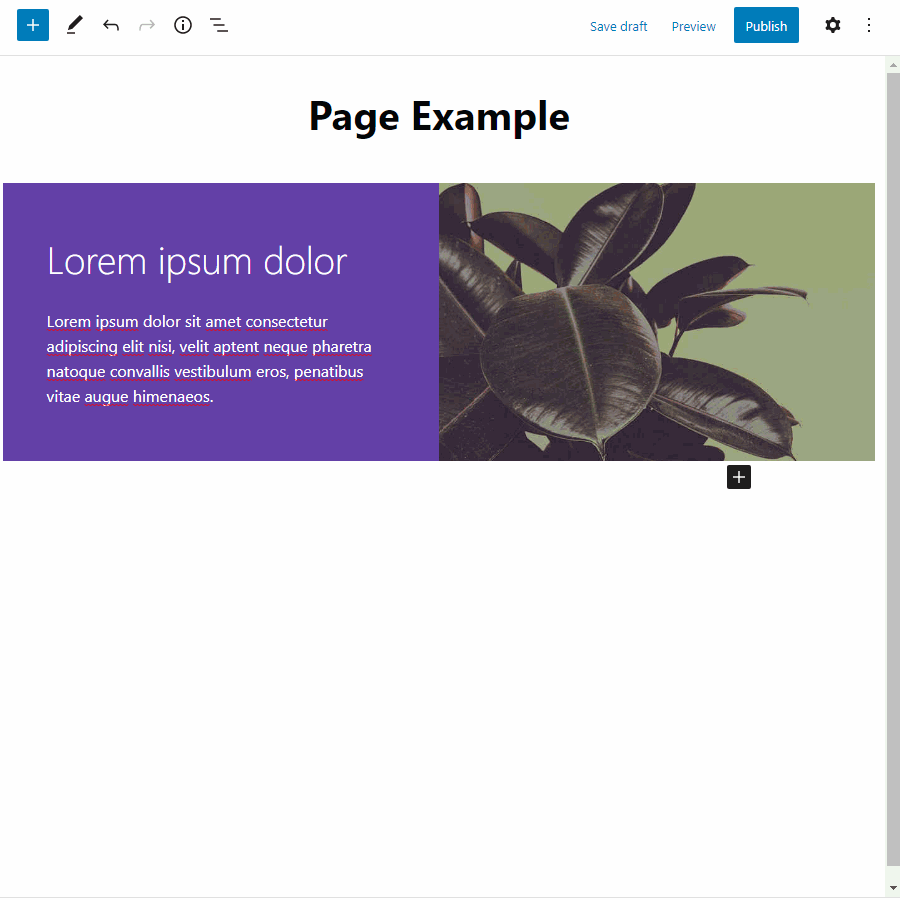 Save draft
Preview
Publish
Page Example
Lorem ipsum dolor
Lorem ipsum dolor sit amet consectetur
adipiscing elit nisi, velit aptent neque pharetra
natoque convallis vestibulum eros, penatibus
vitae augue himenaeos.